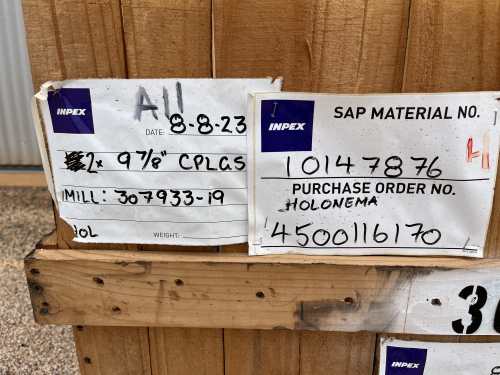 INPEX
All
DATE: 8-8-23
2x 9 7/8" CPLGS
MILL: 307933-19
HOL WEIGHT:
INPEX
SAP MATERIAL NO.
10147876
PURCHASE ORDER NO.
HOLONEMA
4500116170
INPEX